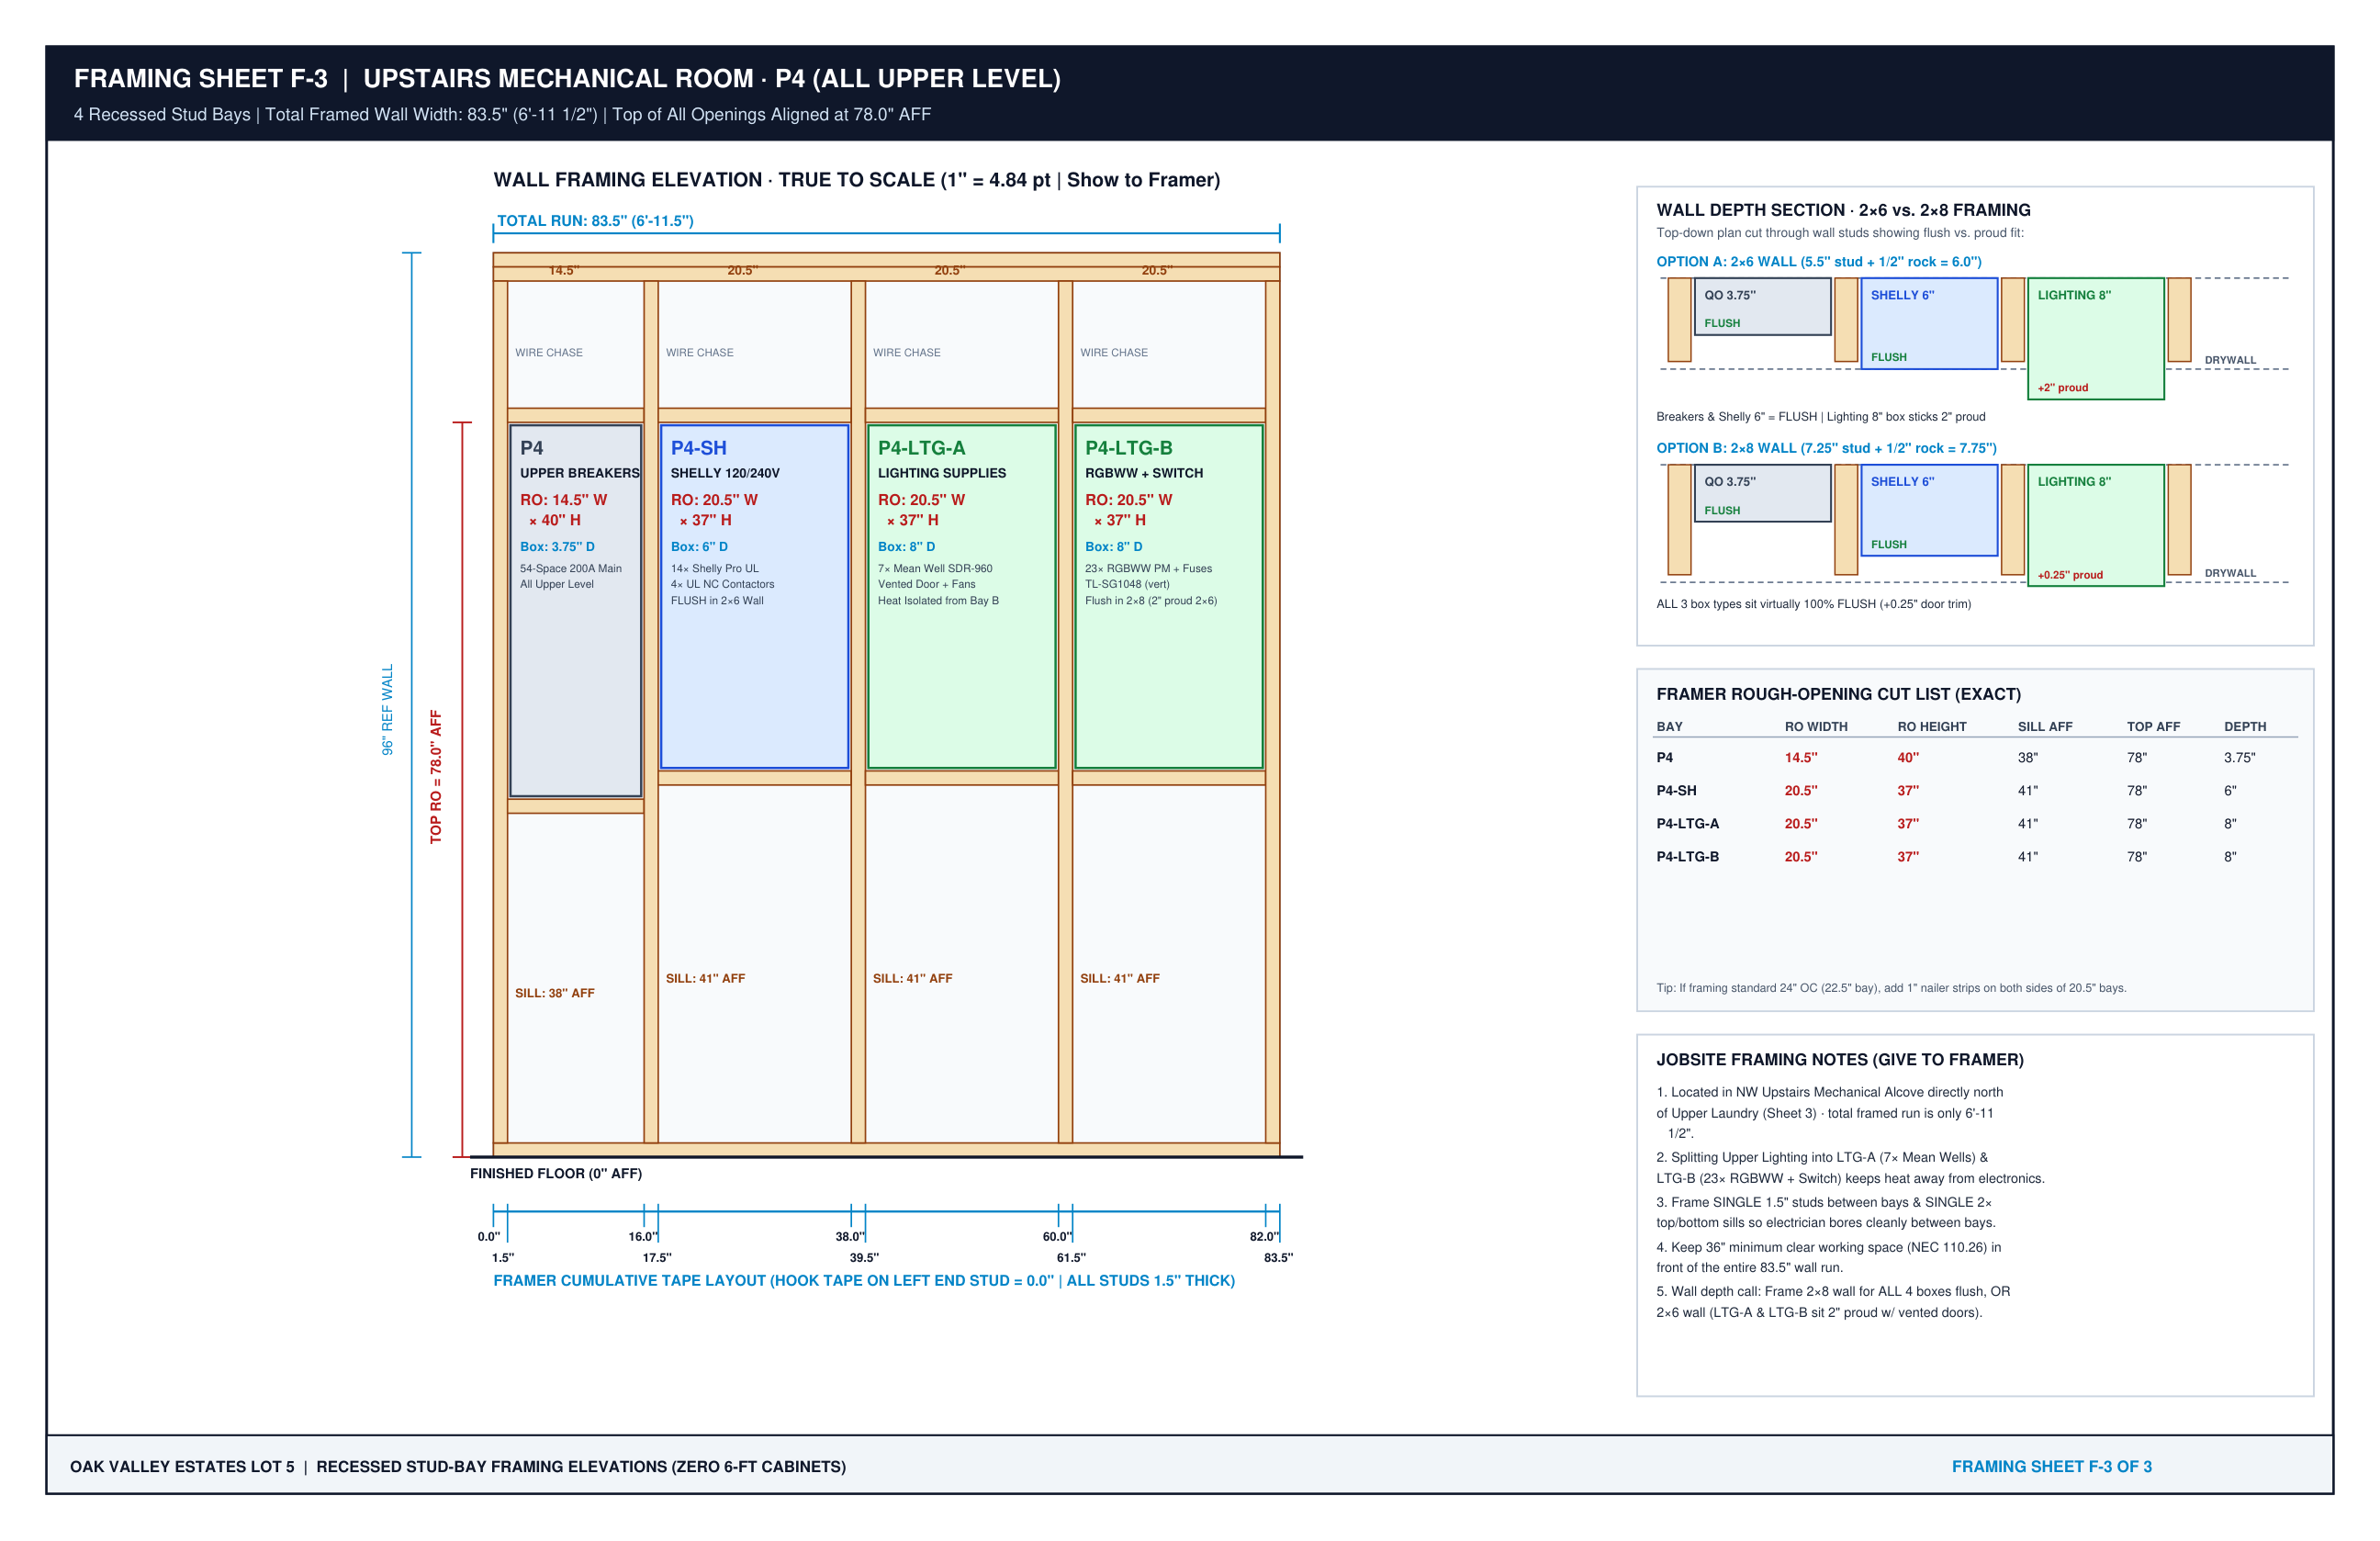 FRAMING SHEET F-3 | UPSTAIRS MECHANICAL ROOM · P4 (ALL UPPER LEVEL)
4 Recessed Stud Bays | Total Framed Wall Width: 83.5" (6'-11 1/2") | Top of All Openings Aligned at 78.0" AFF
WALL FRAMING ELEVATION · TRUE TO SCALE (1" = 4.84 pt | Show to Framer)
TOTAL RUN: 83.5" (6'-11.5")
14.5" 20.5" 20.5" 20.5"
WIRE CHASE WIRE CHASE WIRE CHASE WIRE CHASE
96" REF WALL
TOP RO = 78.0" AFF
P4
UPPER BREAKERS
RO: 14.5" W
× 40" H
Box: 3.75" D
54-Space 200A Main
All Upper Level
SILL: 38" AFF
P4-SH
SHELLY 120/240V
RO: 20.5" W
× 37" H
Box: 6" D
14× Shelly Pro UL
4× UL NC Contactors
FLUSH in 2×6 Wall
SILL: 41" AFF
P4-LTG-A
LIGHTING SUPPLIES
RO: 20.5" W
× 37" H
Box: 8" D
7× Mean Well SDR-960
Vented Door + Fans
Heat Isolated from Bay B
SILL: 41" AFF
P4-LTG-B
RGBWW + SWITCH
RO: 20.5" W
× 37" H
Box: 8" D
23× RGBWW PM + Fuses
TL-SG1048 (vert)
Flush in 2×8 (2" proud 2×6)
SILL: 41" AFF
FINISHED FLOOR (0" AFF)
0.0" 16.0" 38.0" 60.0" 82.0"
1.5" 17.5" 39.5" 61.5" 83.5"
FRAMER CUMULATIVE TAPE LAYOUT (HOOK TAPE ON LEFT END STUD = 0.0" | ALL STUDS 1.5" THICK)
WALL DEPTH SECTION · 2×6 vs. 2×8 FRAMING
Top-down plan cut through wall studs showing flush vs. proud fit:
OPTION A: 2×6 WALL (5.5" stud + 1/2" rock = 6.0")
QO 3.75" SHELLY 6" LIGHTING 8"
FLUSH
FLUSH DRYWALL
+2" proud
Breakers & Shelly 6" = FLUSH | Lighting 8" box sticks 2" proud
OPTION B: 2×8 WALL (7.25" stud + 1/2" rock = 7.75")
QO 3.75" SHELLY 6" LIGHTING 8"
FLUSH
FLUSH
+0.25" proud DRYWALL
ALL 3 box types sit virtually 100% FLUSH (+0.25" door trim)
FRAMER ROUGH-OPENING CUT LIST (EXACT)
BAY RO WIDTH RO HEIGHT SILL AFF TOP AFF DEPTH
P4 14.5" 40" 38" 78" 3.75"
P4-SH 20.5" 37" 41" 78" 6"
P4-LTG-A 20.5" 37" 41" 78" 8"
P4-LTG-B 20.5" 37" 41" 78" 8"
Tip: If framing standard 24" OC (22.5" bay), add 1" nailer strips on both sides of 20.5" bays.
JOBSITE FRAMING NOTES (GIVE TO FRAMER)
1. Located in NW Upstairs Mechanical Alcove directly north
of Upper Laundry (Sheet 3) · total framed run is only 6'-11
1/2".
2. Splitting Upper Lighting into LTG-A (7× Mean Wells) &
LTG-B (23× RGBWW + Switch) keeps heat away from electronics.
3. Frame SINGLE 1.5" studs between bays & SINGLE 2×
top/bottom sills so electrician bores cleanly between bays.
4. Keep 36" minimum clear working space (NEC 110.26) in
front of the entire 83.5" wall run.
5. Wall depth call: Frame 2×8 wall for ALL 4 boxes flush, OR
2×6 wall (LTG-A & LTG-B sit 2" proud w/ vented doors).
OAK VALLEY ESTATES LOT 5 | RECESSED STUD-BAY FRAMING ELEVATIONS (ZERO 6-FT CABINETS)
FRAMING SHEET F-3 OF 3